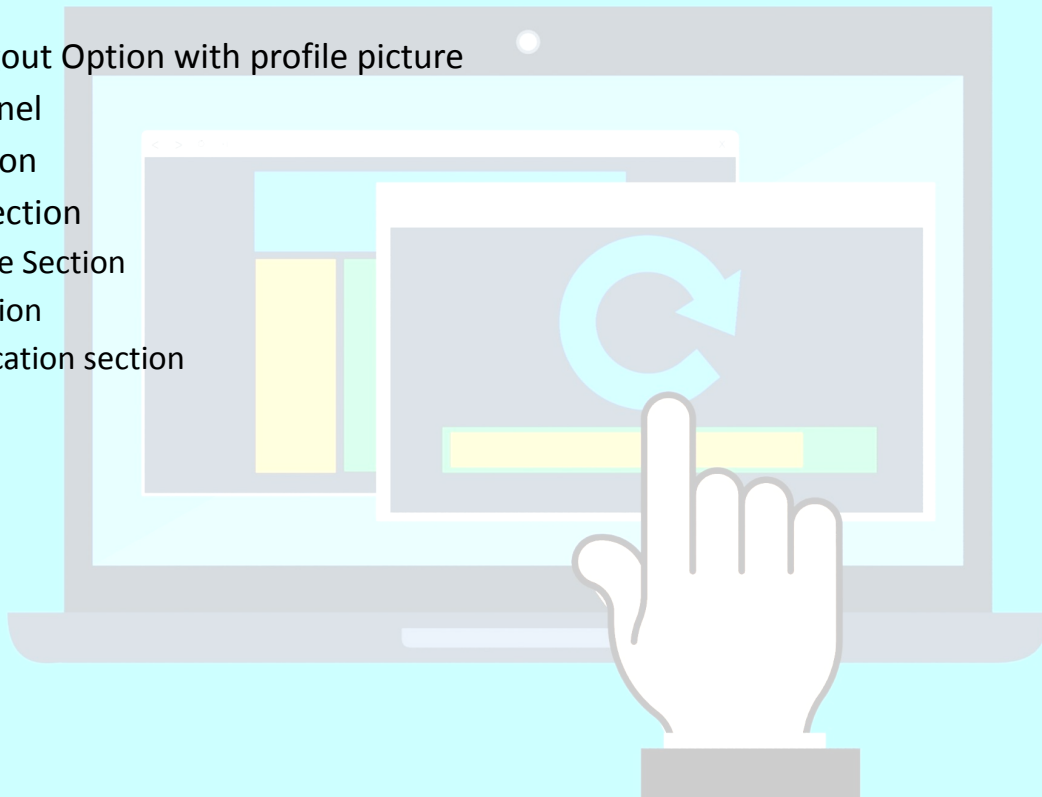 out Option with profile picture
nel
on
ection
e Section
ion
cation section